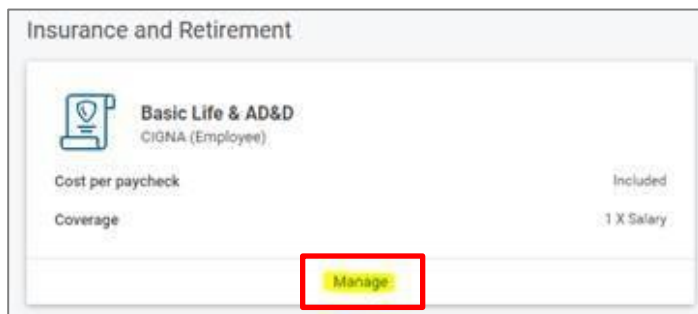 Insurance and Retirement
Basic Life & AD&D
CIGNA (Employee)
Cost per paycheck Included
Coverage 1 X Salary
Manage